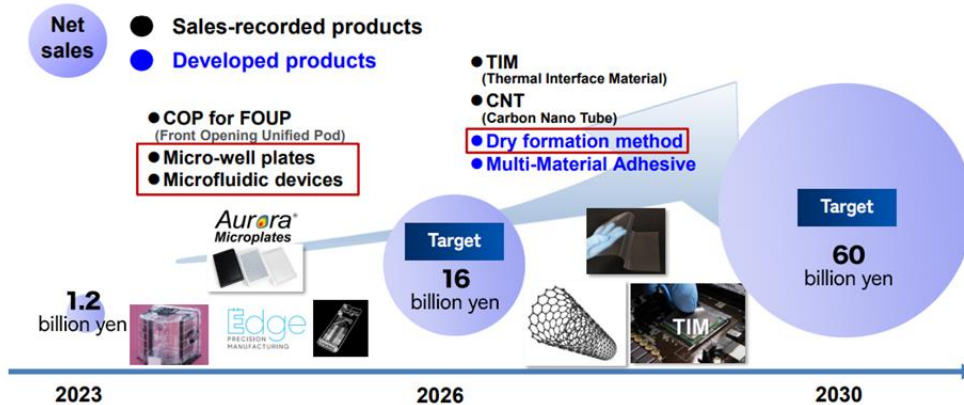 Net
sales
● Sales-recorded products
● Developed products
● COP for FOUP
(Front Opening Unified Pod)
● Micro-well plates
● Microfluidic devices
● TIM
(Thermal Interface Material)
● CNT
(Carbon Nano Tube)
● Dry formation method
● Multi-Material Adhesive
Aurora®
Microplates
Edge
PRECISION
MANUFACTURING
TIM
1.2
billion yen
Target
16
billion yen
Target
60
billion yen
2023
2026
2030